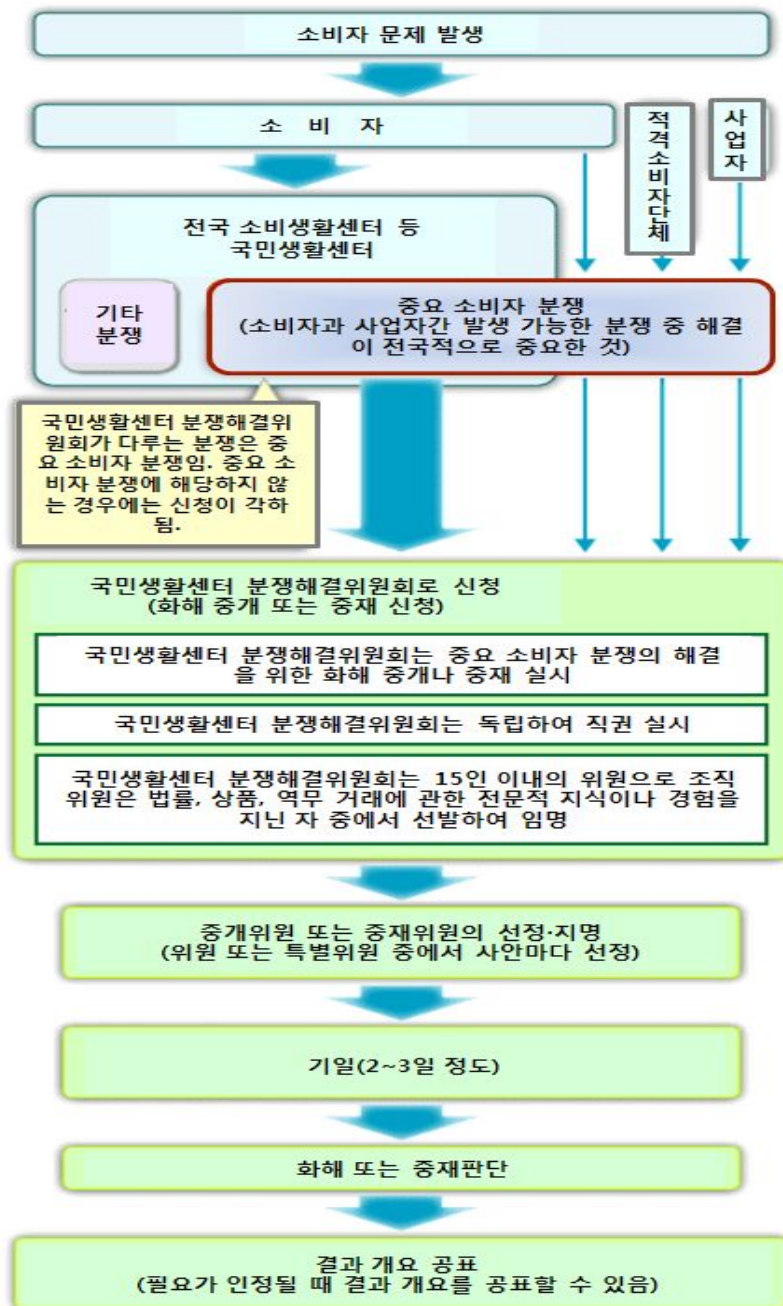 소비자 문제 발생
소 비 자
적격소비자단체
사업자
전국 소비생활센터 등
국민생활센터
기타
분쟁
중요 소비자 분쟁
(소비자과 사업자간 발생 가능한 분쟁 중 해결
이 전국적으로 중요한 것)
국민생활센터 분쟁해결위
원회가 다루는 분쟁은 중
요 소비자 분쟁임. 중요 소
비자 분쟁에 해당하지 않
는 경우에는 신청이 각하
됨.
국민생활센터 분쟁해결위원회로 신청
(화해 중개 또는 중재 신청)
국민생활센터 분쟁해결위원회는 중요 소비자 분쟁의 해결
을 위한 화해 중개나 중재 실시
국민생활센터 분쟁해결위원회는 독립하여 직권 실시
국민생활센터 분쟁해결위원회는 15인 이내의 위원으로 조직
위원은 법률, 상품, 역무 거래에 관한 전문적 지식이나 경험을
지닌 자 중에서 선발하여 임명
중개위원 또는 중재위원의 선정·지명
(위원 또는 특별위원 중에서 사안마다 선정)
기일(2~3일 정도)
화해 또는 중재판단
결과 개요 공표
(필요가 인정될 때 결과 개요를 공표할 수 있음)